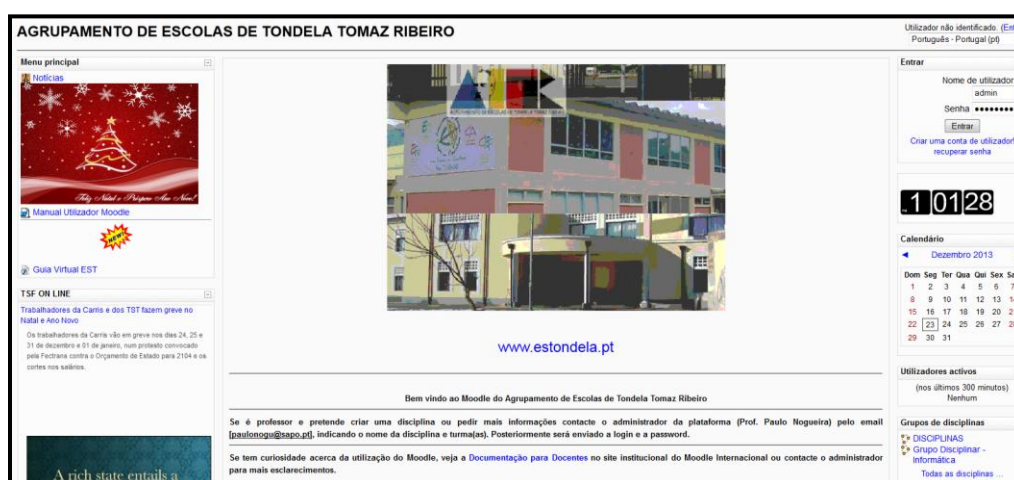 AGRUPAMENTO DE ESCOLAS DE TONDELA TOMAZ RIBEIRO
Utilizador não identificado. (Ent
Português - Portugal (pt)
Menu principal
Notícias
Feliz Natal e Próspero Ano Novo!
Manual Utilizador Moodle
NEW!
Guia Virtual EST
TSF ON LINE
Trabalhadores da Carris e dos TST fazem greve no
Natal e Ano Novo
Os trabalhadores da Carris vão em greve nos dias 24, 25 e
31 de dezembro e 01 de janeiro, num protesto convocado
pela Fectrans contra o Orçamento de Estado para 2104 e os
cortes nos salários.
A rich state entails a
www.estondela.pt
Bem vindo ao Moodle do Agrupamento de Escolas de Tondela Tomaz Ribeiro
Se é professor e pretende criar uma disciplina ou pedir mais informações contacte o administrador da plataforma (Prof. Paulo Nogueira) pelo email
[paulonogu@sapo.pt], indicando o nome da disciplina e turma(as). Posteriormente será enviado a login e a password.
Se tem curiosidade acerca da utilização do Moodle, veja a Documentação para Docentes no site institucional do Moodle Internacional ou contacte o administrador
para mais esclarecimentos.
Entrar
Nome de utilizador
admin
Senha
Entrar
Criar uma conta de utilizador!
recuperar senha
10128
Calendário
Dezembro 2013
Dom Seg Ter Qua Qui Sex Sa
1 2 3 4 5 6 7
8 9 10 11 12 13 14
15 16 17 18 19 20 2
22 23 24 25 26 27 28
29 30 31
Utilizadores activos
(nos últimos 300 minutos)
Nenhum
Grupos de disciplinas
DISCIPLINAS
Grupo Disciplinar -
Informática
Todas as disciplinas ...